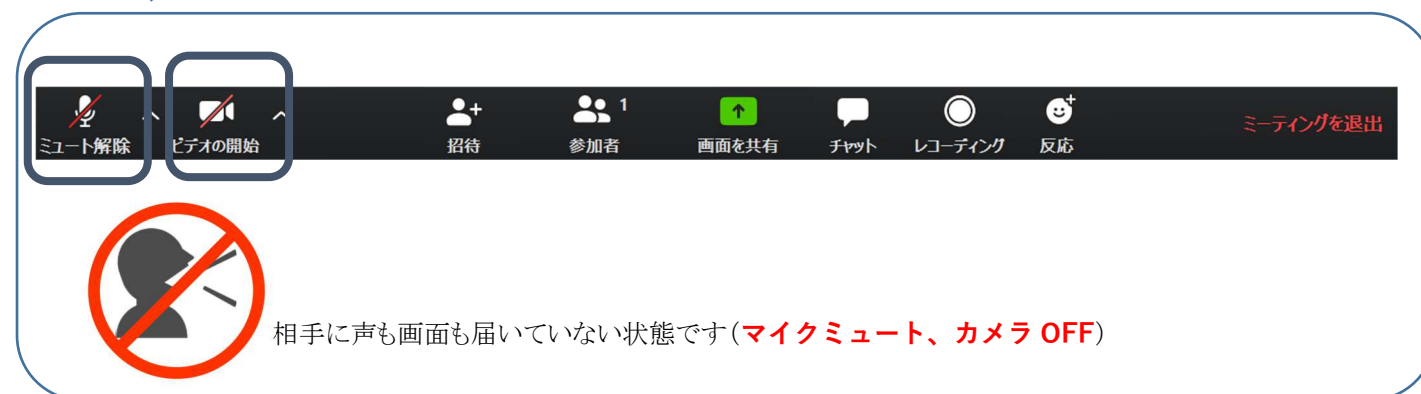 1
ミュート解除 ビデオの開始 招待 参加者 画面を共有 チャット レコーディング 反応 ミーティングを退出
相手に声も画面も届いていない状態です(マイクミュート、カメラ OFF)